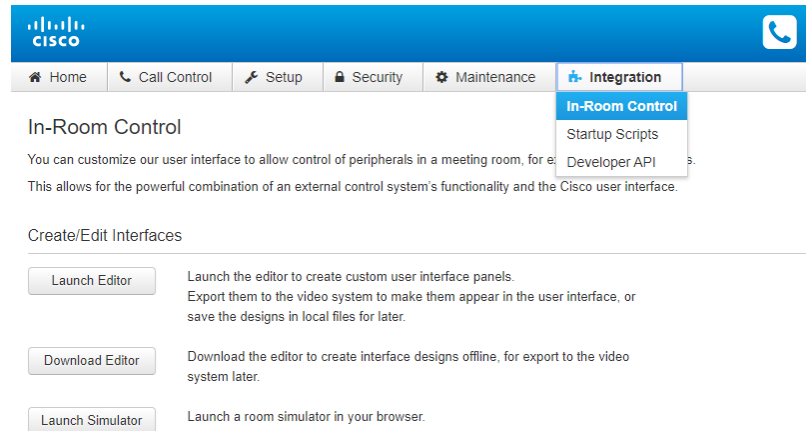 CISCO
Home Call Control Setup Security Maintenance Integration
In-Room Control
Startup Scripts
Developer API
In-Room Control
You can customize our user interface to allow control of peripherals in a meeting room, for e s.
This allows for the powerful combination of an external control system's functionality and the Cisco user interface.
Create/Edit Interfaces
Launch Editor
Launch the editor to create custom user interface panels.
Export them to the video system to make them appear in the user interface, or
save the designs in local files for later.
Download Editor
Download the editor to create interface designs offline, for export to the video
system later.
Launch Simulator
Launch a room simulator in your browser.